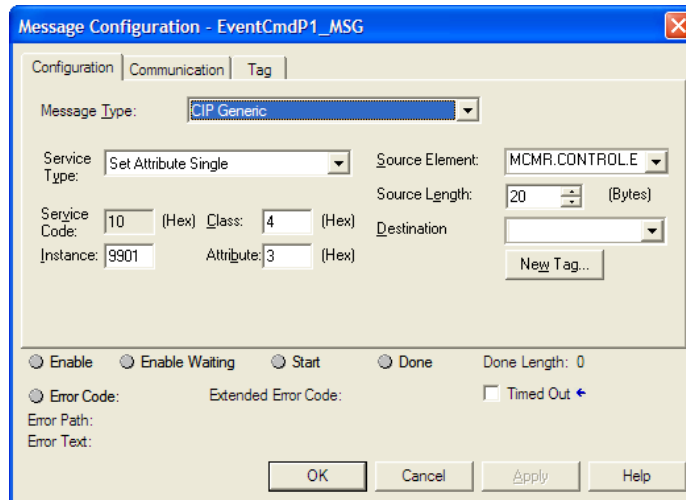 Message Configuration - EventCmdP1_MSG
Configuration Communication Tag
Message Type: CIP Generic
Service Type: Set Attribute Single Source Element: MCMR.CONTROL.E
Source Length: 20 (Bytes)
Service Code: 10 (Hex) Class: 4 (Hex) Destination
Instance: 9901 Attribute: 3 (Hex) New Tag...
Enable Enable Waiting Start Done Done Length: 0
Error Code: Extended Error Code: Timed Out
Error Path:
Error Text:
OK Cancel Apply Help